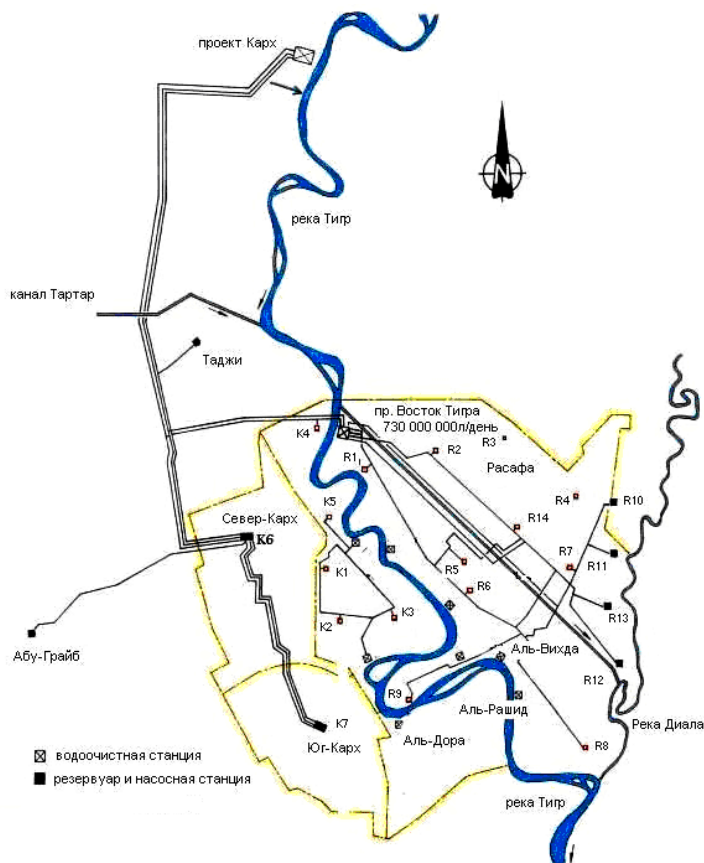 проект Карх
N
река Тигр
канал Тартар
Таджи
пр. Восток Тигра
730 000 000л/день
K4
R1
R2
R3
Расафа
K5
R4
R10
R14
Север-Карх
K6
K1
R5
R7
R11
R6
K2
K3
R13
Абу-Грайб
Аль-Вихда
R12
R9
Аль-Рашид
K7
Аль-Дора
Река Диала
Юг-Карх
R8
водоочистная станция
резервуар и насосная станция
река Тигр